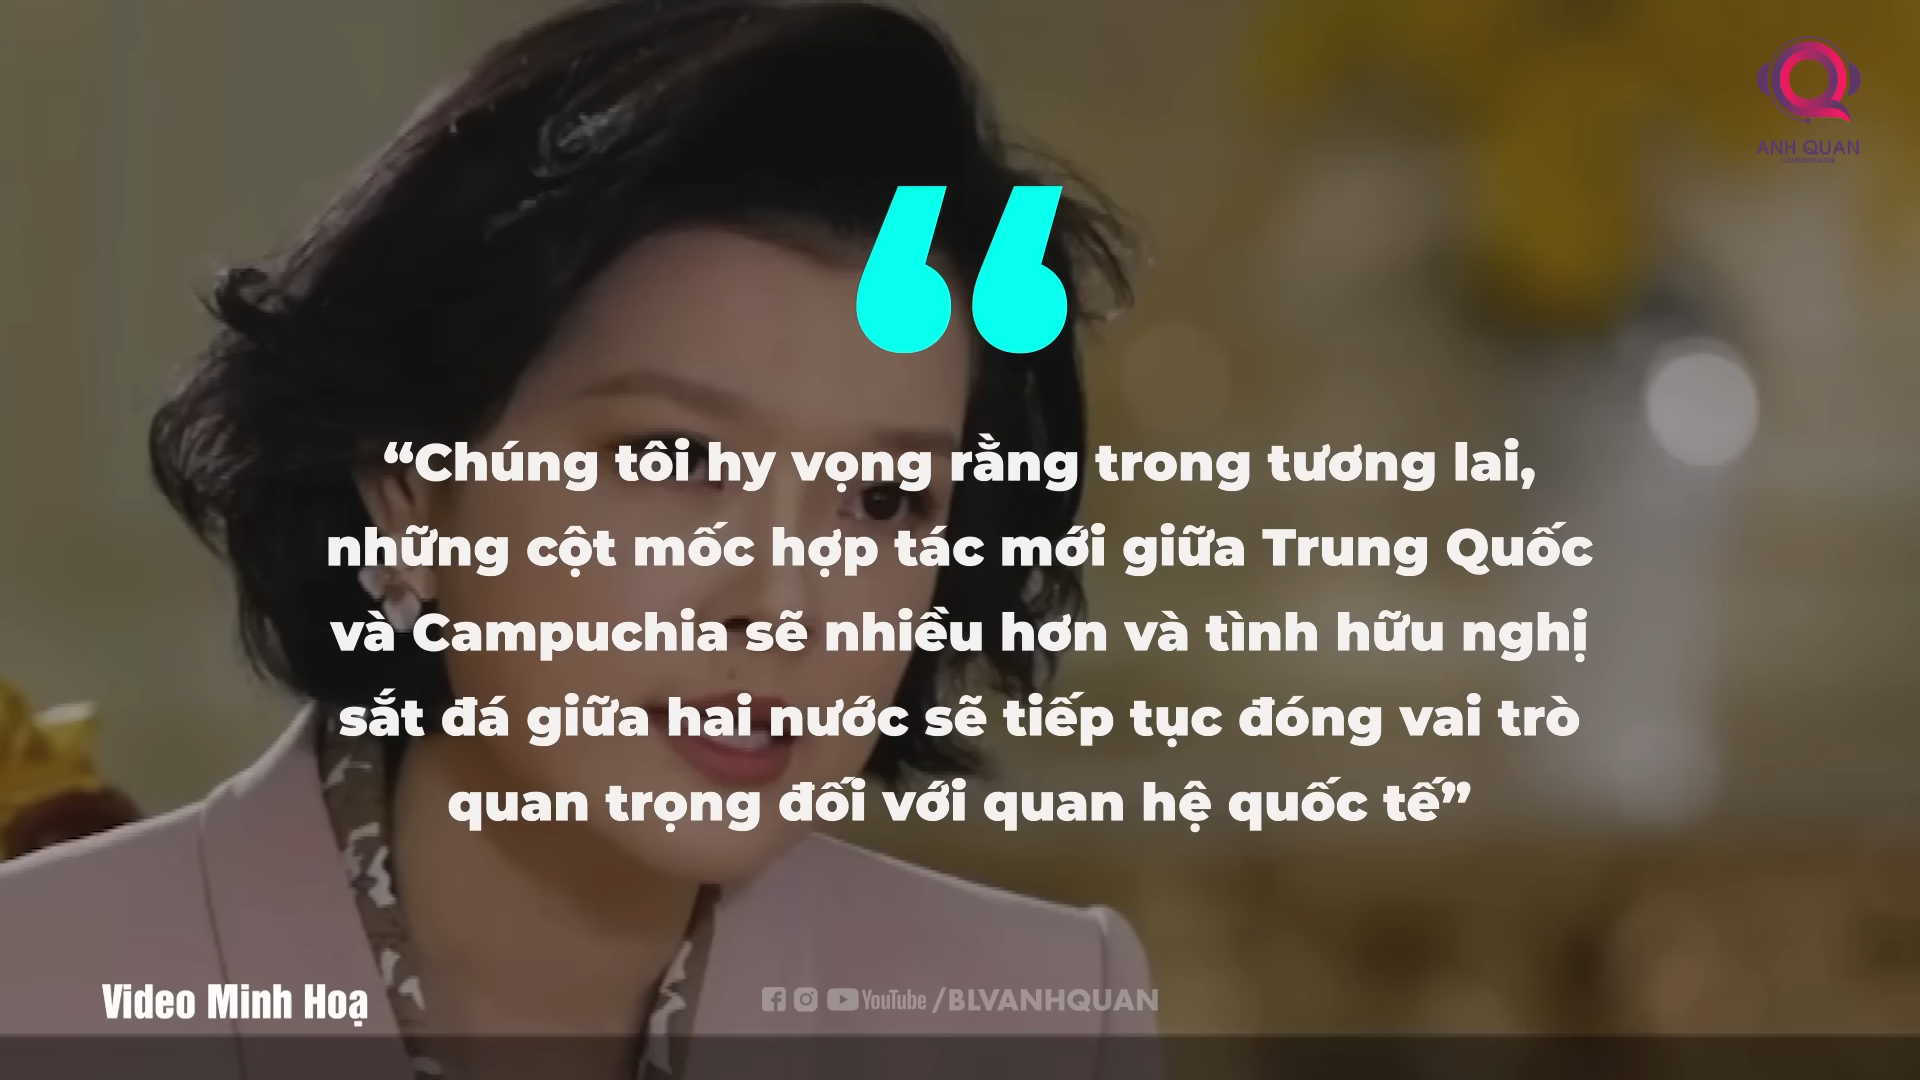 ANH QUAN
“Chúng tôi hy vọng rằng trong tương lai,
những cột mốc hợp tác mới giữa Trung Quốc
và Campuchia sẽ nhiều hơn và tình hữu nghị
sắt đá giữa hai nước sẽ tiếp tục đóng vai trò
quan trọng đối với quan hệ quốc tế”
Video Minh Hoạ
YouTube /BLVANHQUAN